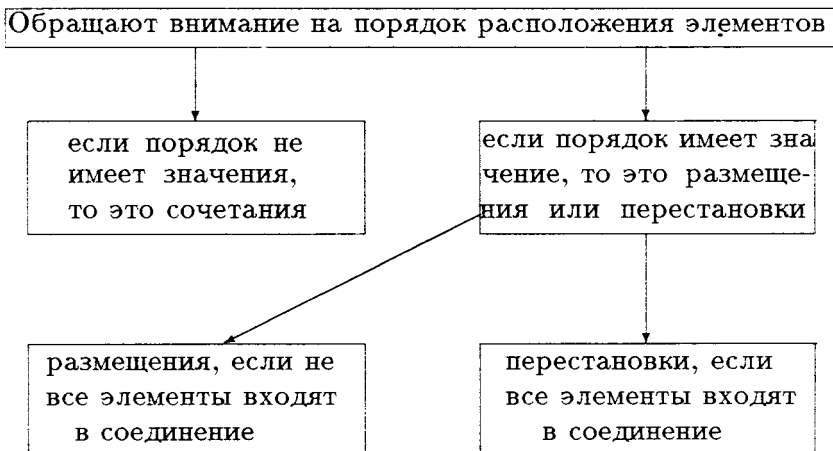 Обращают внимание на порядок расположения элементов
если порядок не
имеет значения,
то это сочетания
если порядок имеет зна
чение, то это размеще-
ния или перестановки
размещения, если не
все элементы входят
в соединение
перестановки, если
все элементы входят
в соединение